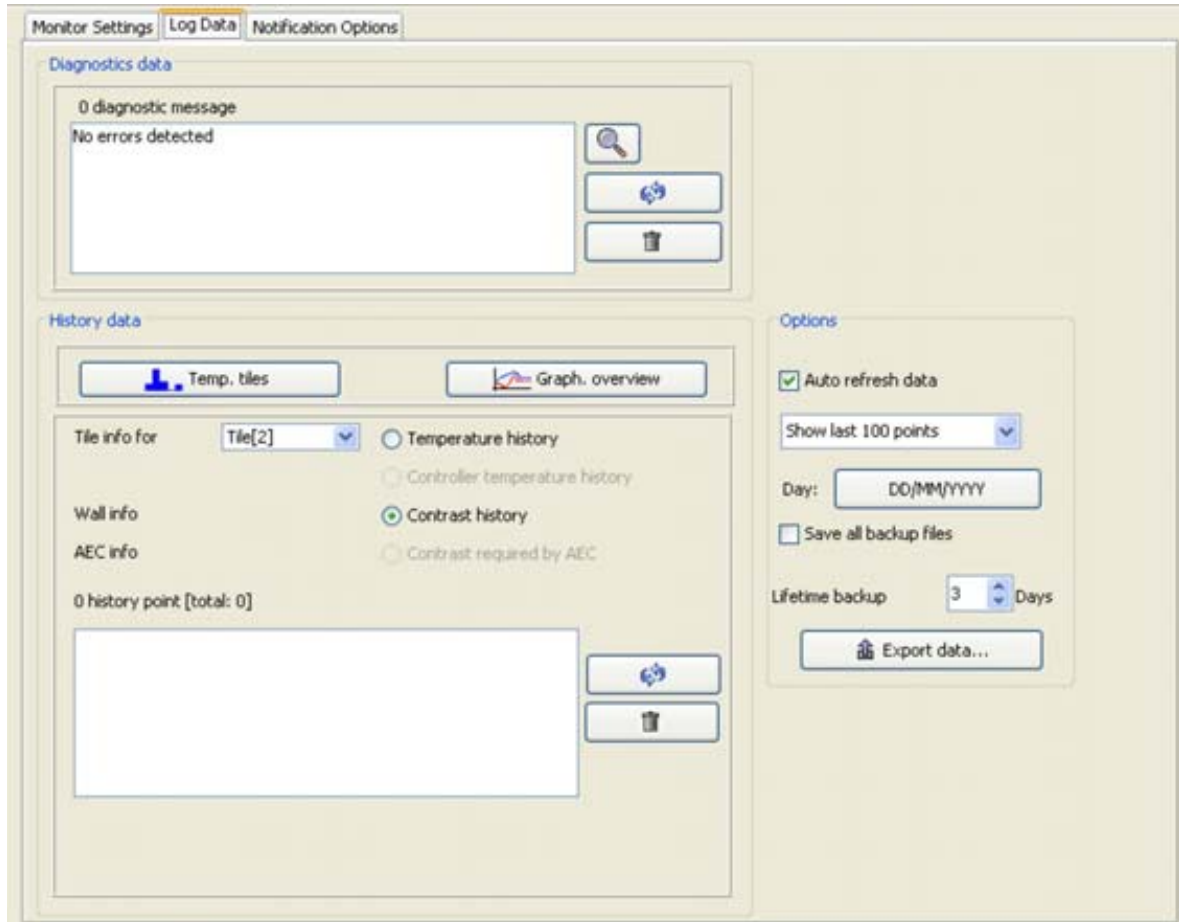 Monitor Settings Log Data Notification Options
Diagnostics data
0 diagnostic message
No errors detected
History data
Temp. tiles Graph. overview
Tile info for Tile[2] Temperature history
Controller temperature history
Wall info Contrast history
AEC info Contrast required by AEC
0 history point [total: 0]
Options
Auto refresh data
Show last 100 points
Day: DD/MM/YYYY
Save all backup files
Lifetime backup 3 Days
Export data...